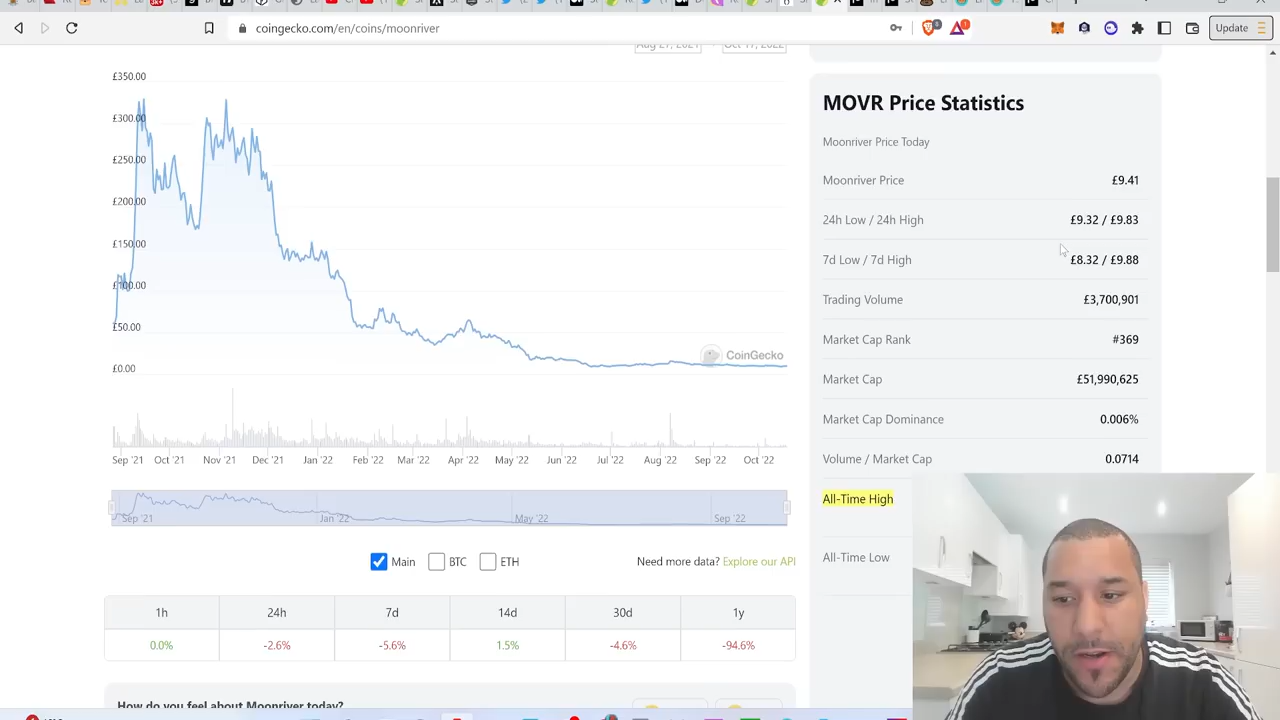 coingecko.com/en/coins/moonriver
Update
£350.00
£300.00
£250.00
£200.00
£150.00
£100.00
£50.00
£0.00
CoinGecko
Sep '21 Oct '21 Nov '21 Dec '21 Jan '22 Feb '22 Mar '22 Apr '22 May '22 Jun '22 Jul '22 Aug '22 Sep '22 Oct '22
Sep '21 Jan '22 May '22 Sep '22
Main BTC ETH
Need more data? Explore our API
1h 24h 7d 14d 30d 1y
0.0% -2.6% -5.6% 1.5% -4.6% -94.6%
How do you feel about Moonriver today?
MOVR Price Statistics
Moonriver Price Today
Moonriver Price £9.41
24h Low / 24h High £9.32 / £9.83
7d Low / 7d High £8.32 / £9.88
Trading Volume £3,700,901
Market Cap Rank #369
Market Cap £51,990,625
Market Cap Dominance 0.006%
Volume / Market Cap 0.0714
All-Time High
All-Time Low